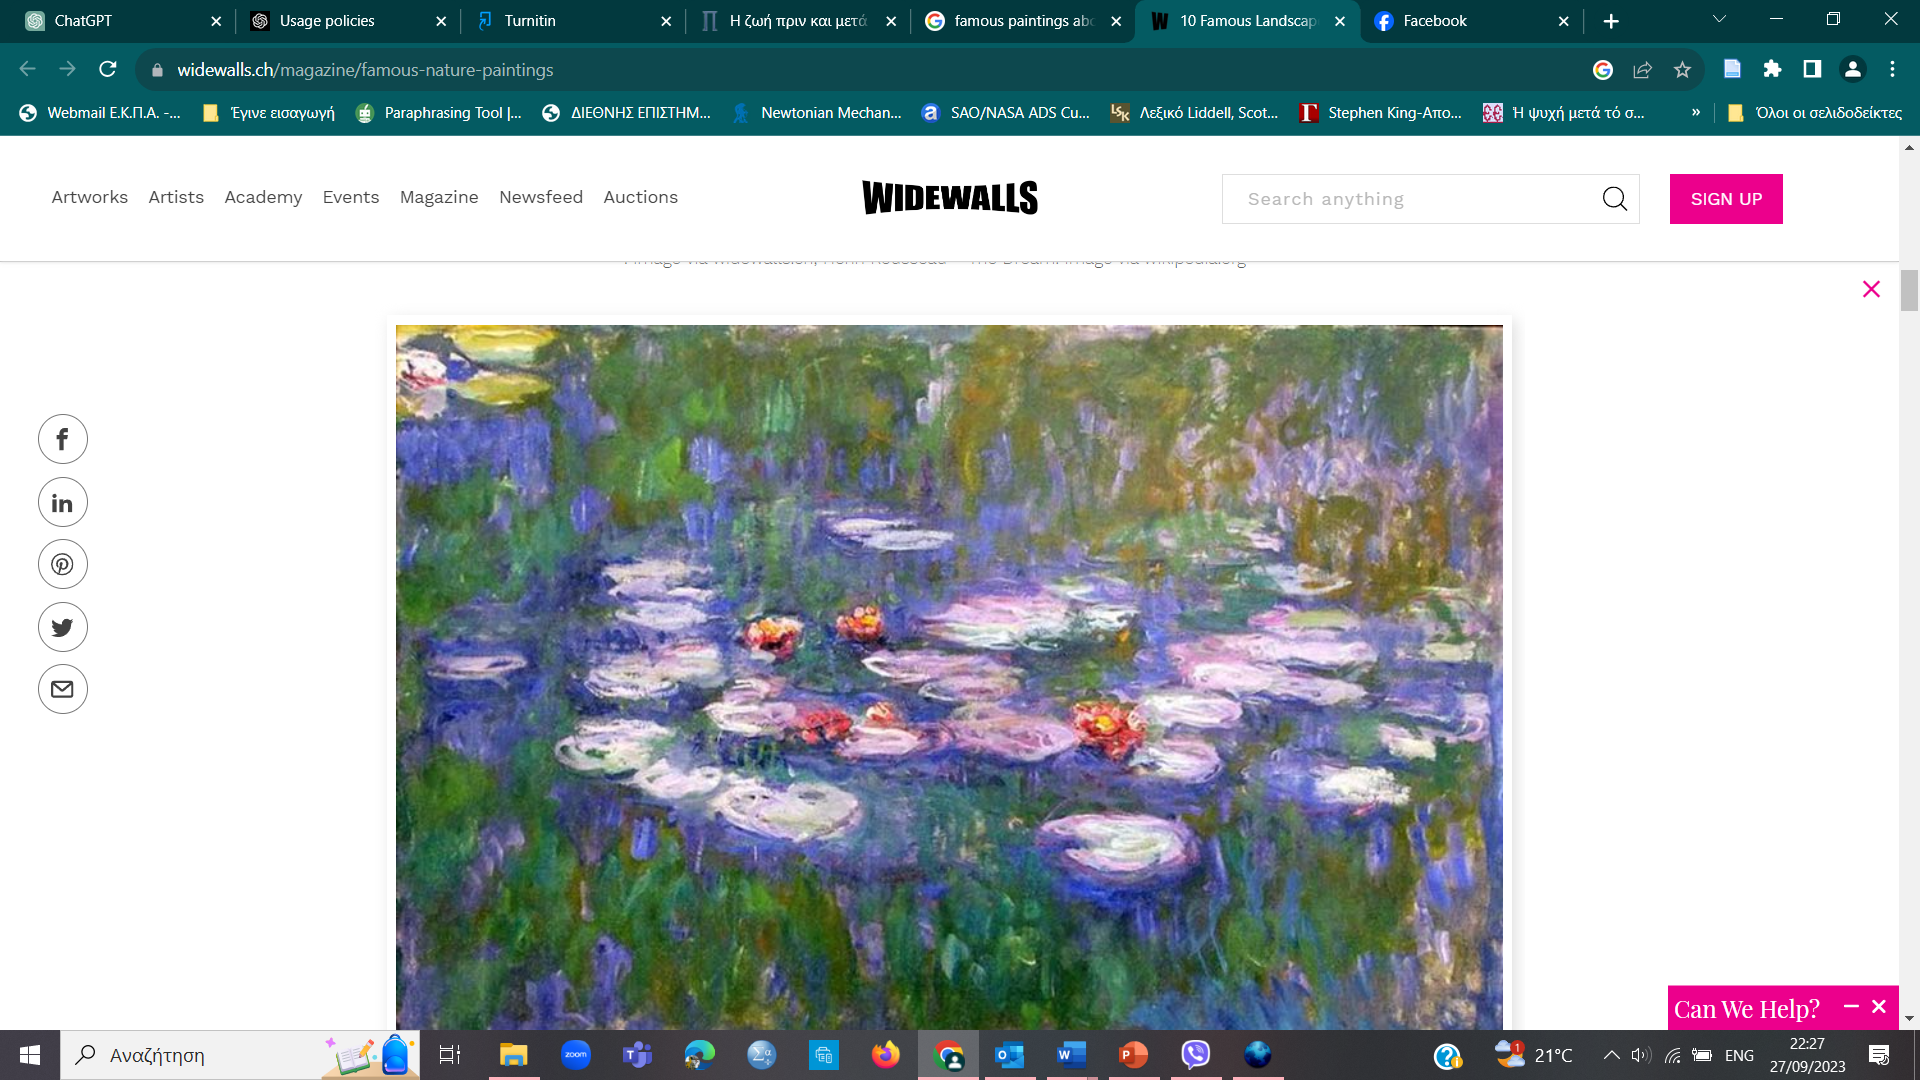 ChatGPT
Usage policies
Turnitin
Η ζωή πριν και μετά
famous paintings abo
10 Famous Landscap
Facebook
widewalls.ch/magazine/famous-nature-paintings
Webmail Ε.Κ.Π.Α. -...
Έγινε εισαγωγή
Paraphrasing Tool |...
ΔΙΕΘΝΗΣ ΕΠΙΣΤΗΜ...
Newtonian Mechan...
SAO/NASA ADS Cu...
Λεξικό Liddell, Scot...
Stephen King-Απο...
Ἡ ψυχή μετά τό σ...
»
Όλοι οι σελιδοδείκτες
Artworks
Artists
Academy
Events
Magazine
Newsfeed
Auctions
WIDEWALLS
Search anything
SIGN UP
Can We Help?
Αναζήτηση
zoom
1
21°C
ENG
22:27
27/09/2023